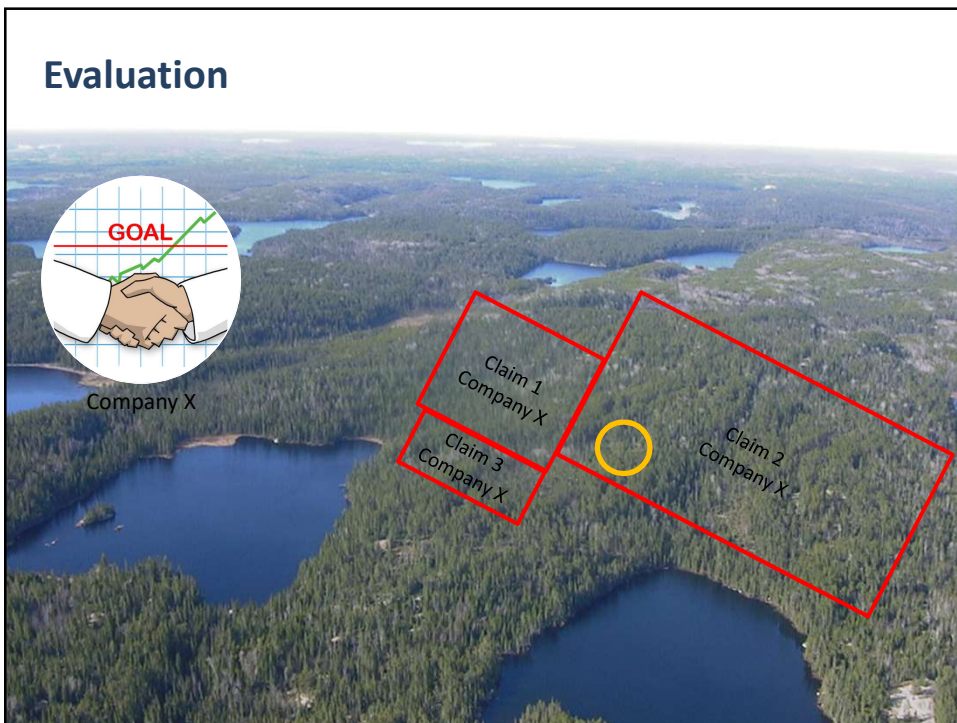 Evaluation
GOAL
Company X
Claim 1
Company X
Claim 3
Company X
Claim 2
Company X